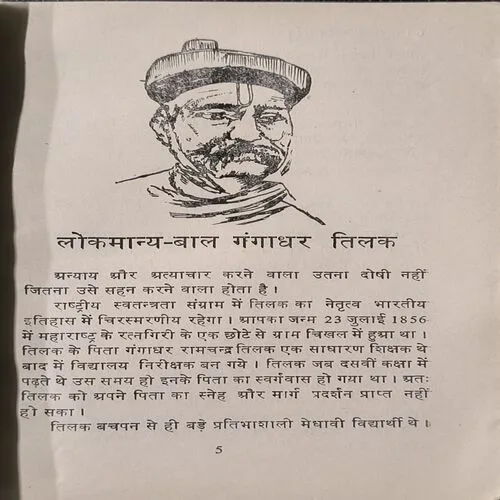 लोकमान्य-बाल गंगाधर तिलक
अन्याय और अत्याचार करने वाला उतना दोषी नहीं
जितना उसे सहन करने वाला होता है।
राष्ट्रीय स्वतन्त्रता संग्राम में तिलक का नेतृत्व भारतीय
इतिहास में चिरस्मरणीय रहेगा। आपका जन्म 23 जुलाई 1856
में महाराष्ट्र के रत्नगिरी के एक छोटे से ग्राम चिखल में हुआ था।
तिलक के पिता गंगाधर रामचन्द्र तिलक एक साधारण शिक्षक थे
बाद में विद्यालय निरीक्षक बन गये। तिलक जब दसवीं कक्षा में
पढ़ते थे उस समय हो इनके पिता का स्वर्गवास हो गया था। अतः
तिलक को अपने पिता का स्नेह और मार्ग प्रदर्शन प्राप्त नहीं
हो सका।
तिलक बचपन से ही बड़े प्रतिभाशाली मेधावी विद्यार्थी थे।
5